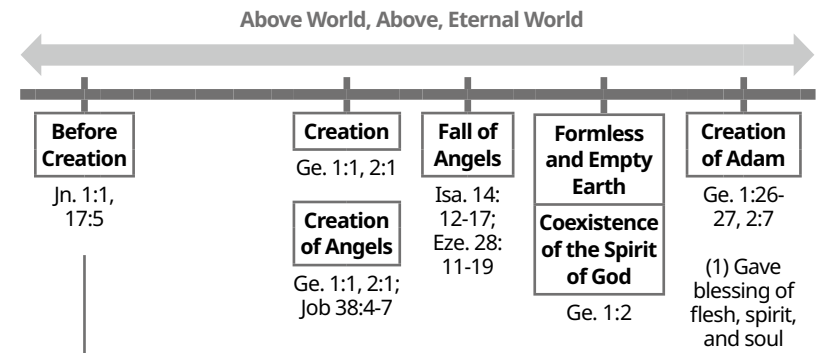 Above World, Above, Eternal World
Before
Creation
Jn. 1:1,
17:5
Creation
Ge. 1:1, 2:1
Creation
of Angels
Ge. 1:1, 2:1;
Job 38:4-7
Fall of
Angels
Isa. 14:
12-17;
Eze. 28:
11-19
Formless
and Empty
Earth
Coexistence
of the Spirit
of God
Ge. 1:2
Creation
of Adam
Ge. 1:26-
27, 2:7
(1) Gave
blessing of
flesh, spirit,
and soul